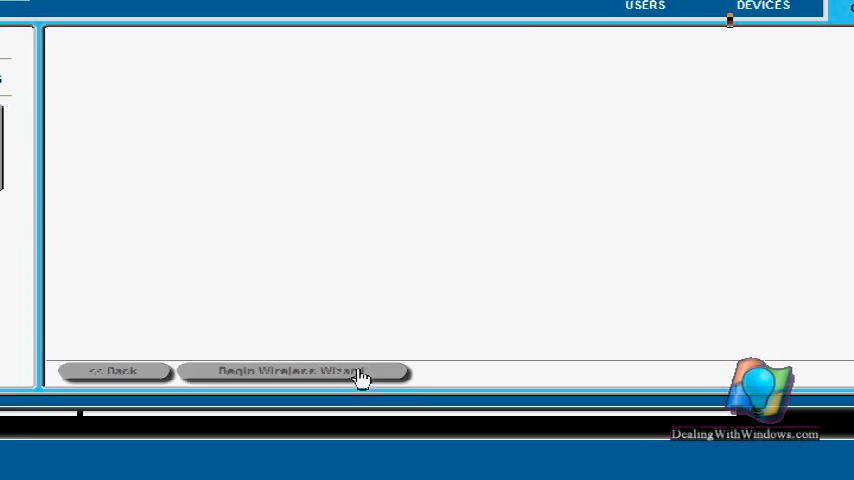 USERS
DEVICES
<< Back
Begin Wireless Wizard
DealingWithWindows.com